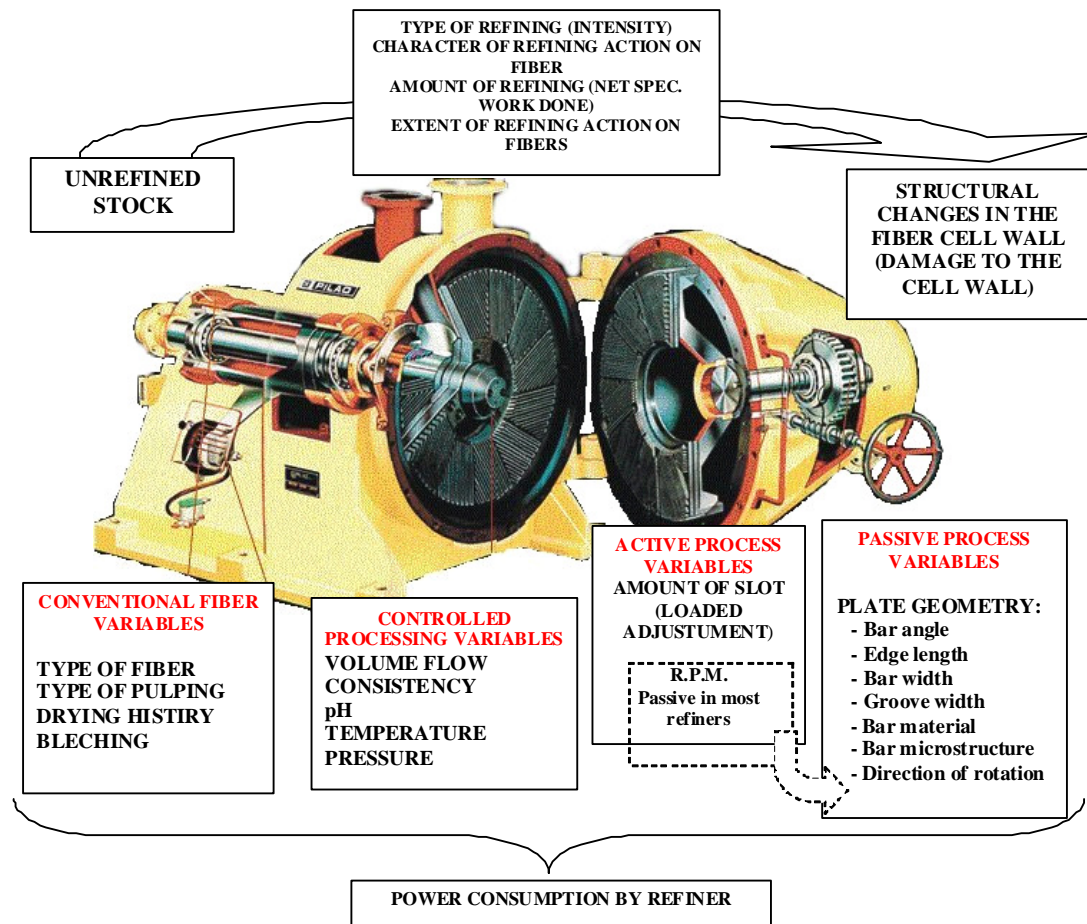 TYPE OF REFINING (INTENSITY)
CHARACTER OF REFINING ACTION ON
FIBER
AMOUNT OF REFINING (NET SPEC.
WORK DONE)
EXTENT OF REFINING ACTION ON
FIBERS
UNREFINED
STOCK
STRUCTURAL
CHANGES IN THE
FIBER CELL WALL
(DAMAGE TO THE
CELL WALL)
PILAO
CONVENTIONAL FIBER
VARIABLES
TYPE OF FIBER
TYPE OF PULPING
DRYING HISTIRY
BLECHING
CONTROLLED
PROCESSING VARIABLES
VOLUME FLOW
CONSISTENCY
pH
TEMPERATURE
PRESSURE
ACTIVE PROCESS
VARIABLES
AMOUNT OF SLOT
(LOADED
ADJUSTUMENT)
R.P.M.
Passive in most
refiners
PASSIVE PROCESS
VARIABLES
PLATE GEOMETRY:
- Bar angle
- Edge length
- Bar width
- Groove width
- Bar material
- Bar microstructure
- Direction of rotation
POWER CONSUMPTION BY REFINER